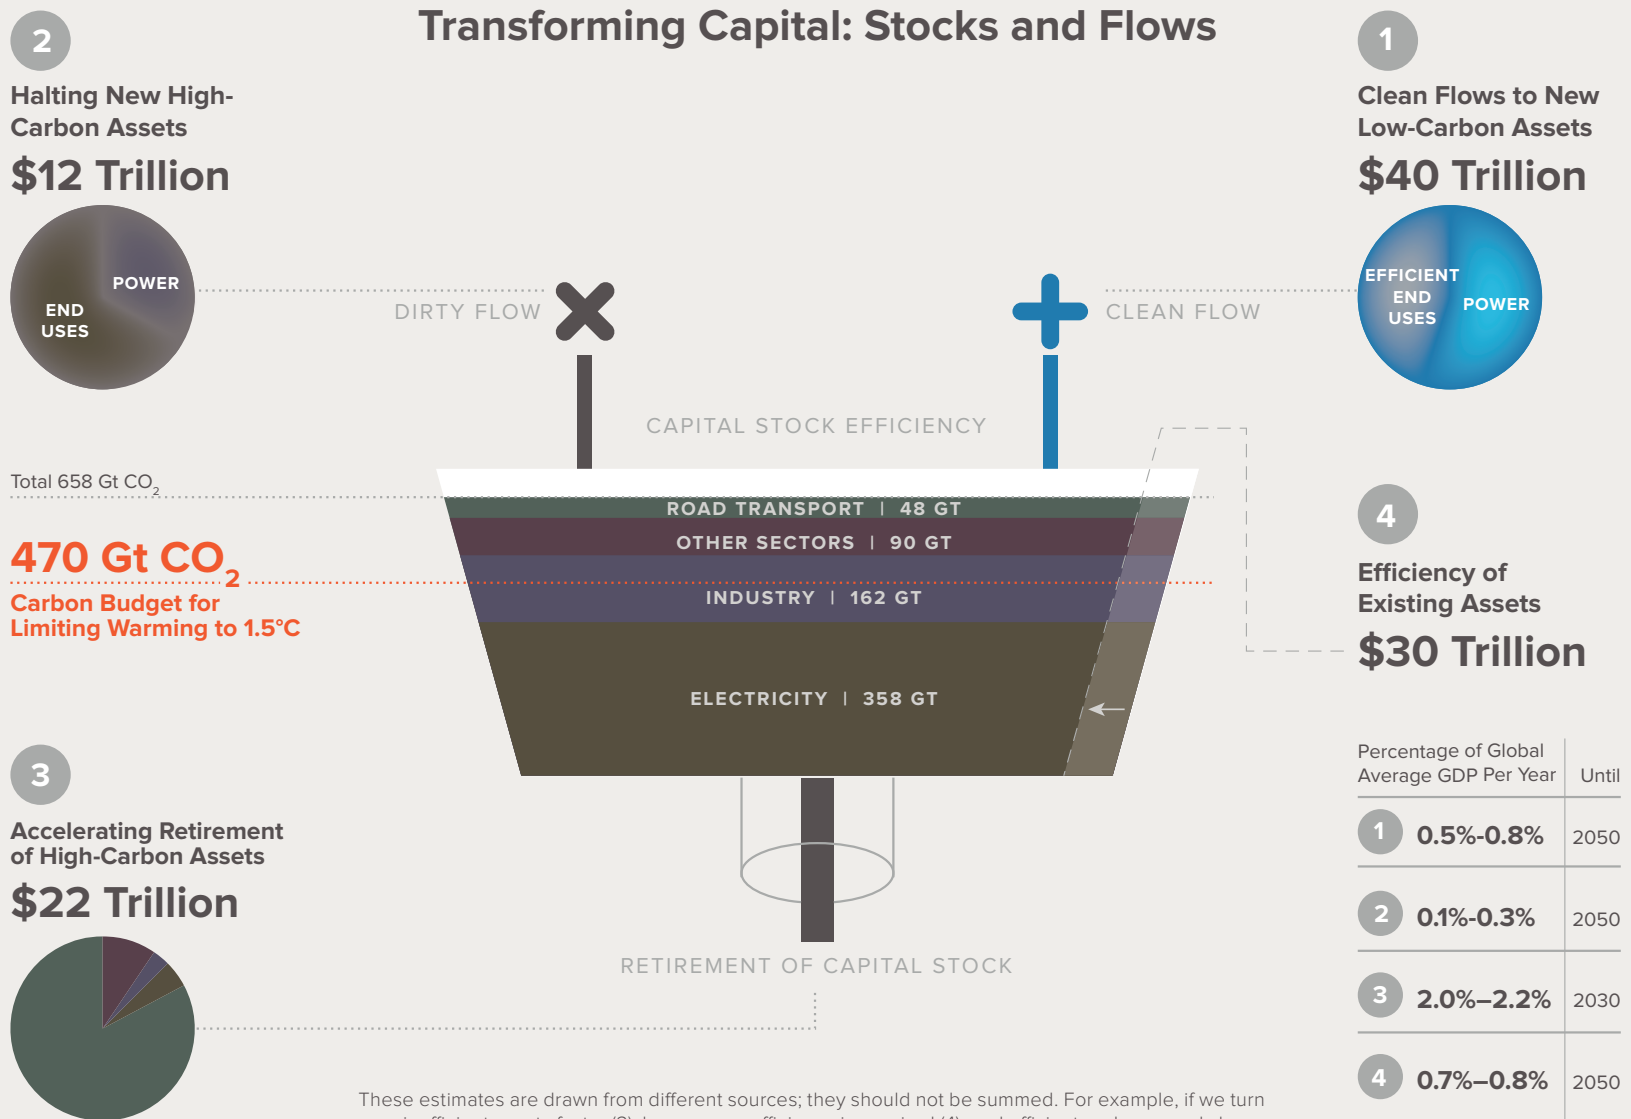 Transforming Capital: Stocks and Flows
2
Halting New High-
Carbon Assets
$12 Trillion
POWER
END
USES
1
Clean Flows to New
Low-Carbon Assets
$40 Trillion
EFFICIENT
END
USES
POWER
DIRTY FLOW
CLEAN FLOW
CAPITAL STOCK EFFICIENCY
Total 658 Gt CO2
470 Gt CO2
Carbon Budget for
Limiting Warming to 1.5°C
ROAD TRANSPORT | 48 GT
OTHER SECTORS | 90 GT
INDUSTRY | 162 GT
ELECTRICITY | 358 GT
4
Efficiency of
Existing Assets
$30 Trillion
3
Accelerating Retirement
of High-Carbon Assets
$22 Trillion
RETIREMENT OF CAPITAL STOCK
Percentage of Global
Average GDP Per Year Until
1 0.5%-0.8% 2050
2 0.1%-0.3% 2050
3 2.0%–2.2% 2030
4 0.7%–0.8% 2050
These estimates are drawn from different sources; they should not be summed. For example, if we turn